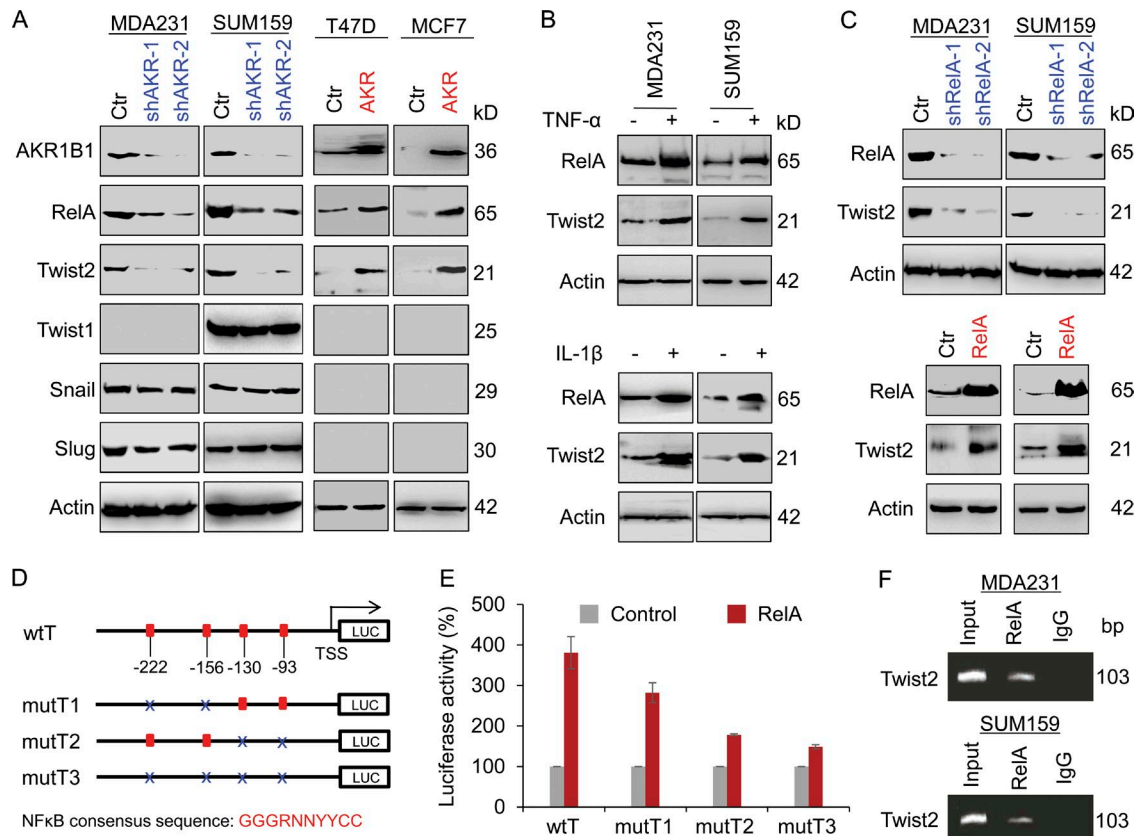 A
MDA231 SUM159 T47D MCF7
Ctr shAKR-1 shAKR-2 Ctr shAKR-1 shAKR-2 Ctr AKR Ctr AKR kD
AKR1B1 36
RelA 65
Twist2 21
Twist1 25
Snail 29
Slug 30
Actin 42
B
MDA231 SUM159
TNF-α - + - + kD
RelA 65
Twist2 21
Actin 42
IL-1β - + - +
RelA 65
Twist2 21
Actin 42
C
MDA231 SUM159
Ctr shRelA-1 shRelA-2 Ctr shRelA-1 shRelA-2 kD
RelA 65
Twist2 21
Actin 42
Ctr RelA Ctr RelA
RelA 65
Twist2 21
Actin 42
D
wtT LUC
-222 -156 -130 -93 TSS
mutT1 x x LUC
mutT2 x x LUC
mutT3 x x x x LUC
NFκB consensus sequence: GGGRNNYYCC
E
Control RelA
Luciferase activity (%)
500
400
300
200
100
0
wtT mutT1 mutT2 mutT3
F
MDA231
Input RelA IgG bp
Twist2 103
SUM159
Input RelA IgG
Twist2 103